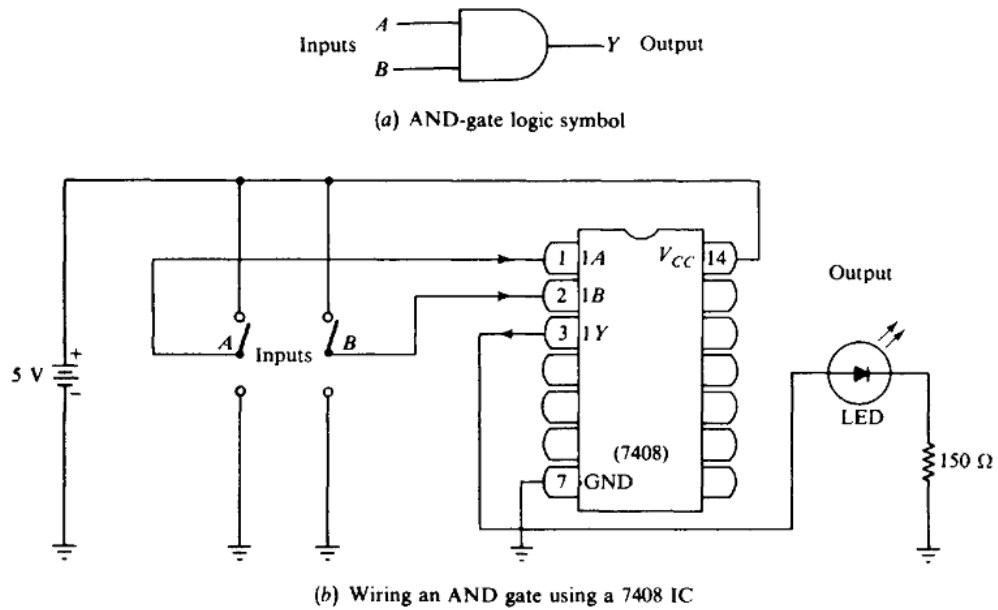 A
Inputs
Y Output
B
(a) AND-gate logic symbol
1 1A
VCC 14
2 1B
3 1Y
Output
A Inputs B
5 V
+
-
LED
(7408)
150 Ω
7 GND
(b) Wiring an AND gate using a 7408 IC